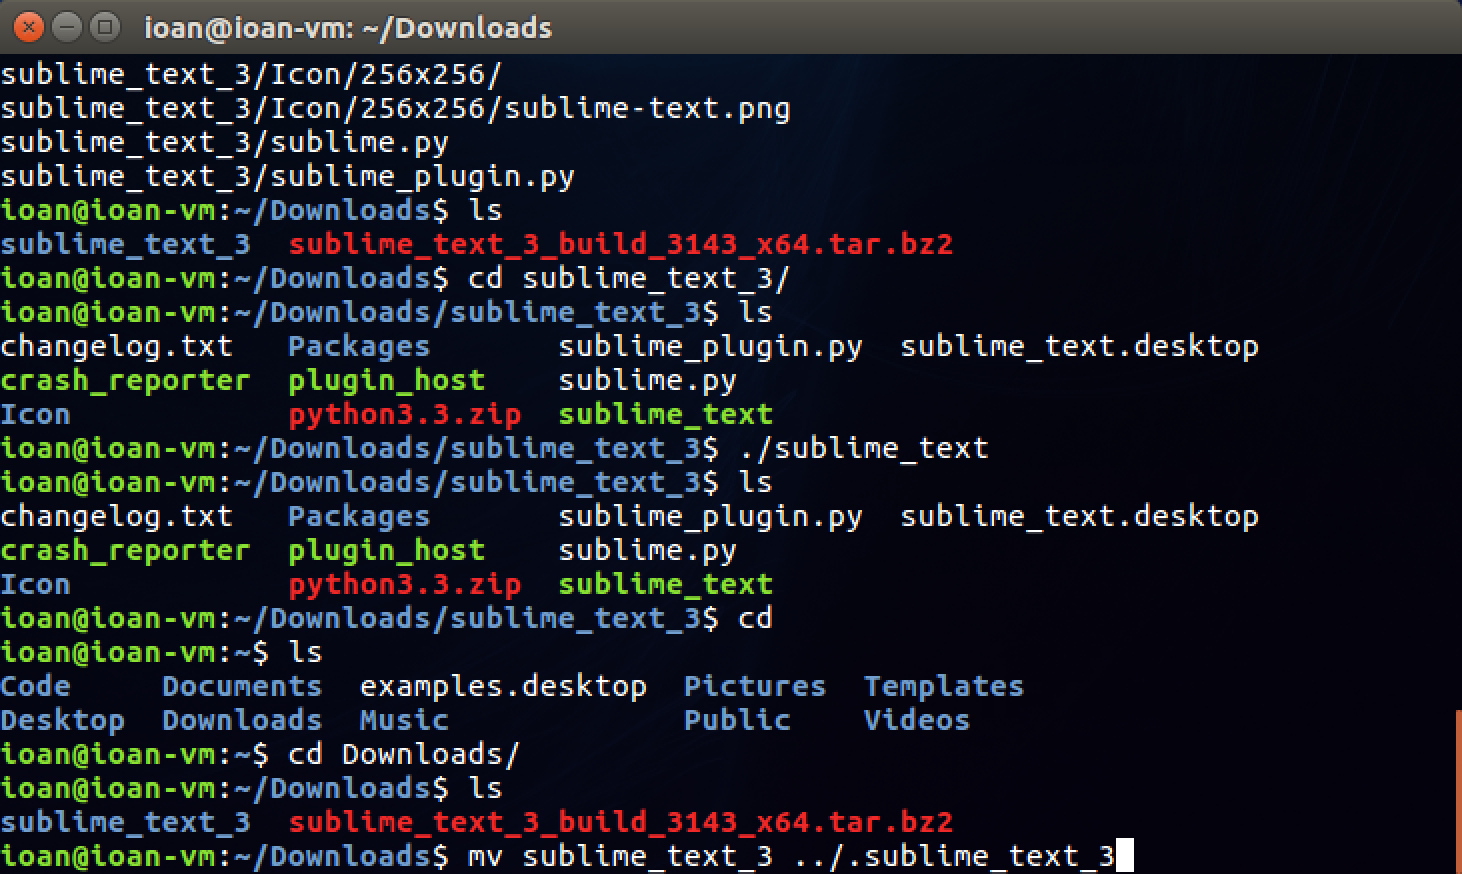 ioan@ioan-vm: ~/Downloads
sublime_text_3/Icon/256x256/
sublime_text_3/Icon/256x256/sublime-text.png
sublime_text_3/sublime.py
sublime_text_3/sublime_plugin.py
ioan@ioan-vm:~/Downloads$ ls
sublime_text_3  sublime_text_3_build_3143_x64.tar.bz2
ioan@ioan-vm:~/Downloads$ cd sublime_text_3/
ioan@ioan-vm:~/Downloads/sublime_text_3$ ls
changelog.txt   Packages       sublime_plugin.py  sublime_text.desktop
crash_reporter  plugin_host    sublime.py
Icon            python3.3.zip  sublime_text
ioan@ioan-vm:~/Downloads/sublime_text_3$ ./sublime_text
ioan@ioan-vm:~/Downloads/sublime_text_3$ ls
changelog.txt   Packages       sublime_plugin.py  sublime_text.desktop
crash_reporter  plugin_host    sublime.py
Icon            python3.3.zip  sublime_text
ioan@ioan-vm:~/Downloads/sublime_text_3$ cd
ioan@ioan-vm:~$ ls
Code     Documents  examples.desktop  Pictures  Templates
Desktop  Downloads  Music             Public    Videos
ioan@ioan-vm:~$ cd Downloads/
ioan@ioan-vm:~/Downloads$ ls
sublime_text_3  sublime_text_3_build_3143_x64.tar.bz2
ioan@ioan-vm:~/Downloads$ mv sublime_text_3 ../.sublime_text_3